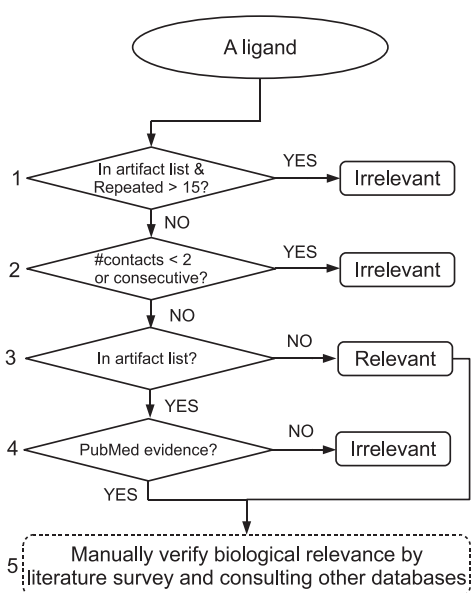 A ligand
1
In artifact list &
Repeated > 15?
YES
Irrelevant
NO
2
#contacts < 2
or consecutive?
YES
Irrelevant
NO
3
In artifact list?
NO
Relevant
YES
4
PubMed evidence?
NO
Irrelevant
YES
5
Manually verify biological relevance by
literature survey and consulting other databases